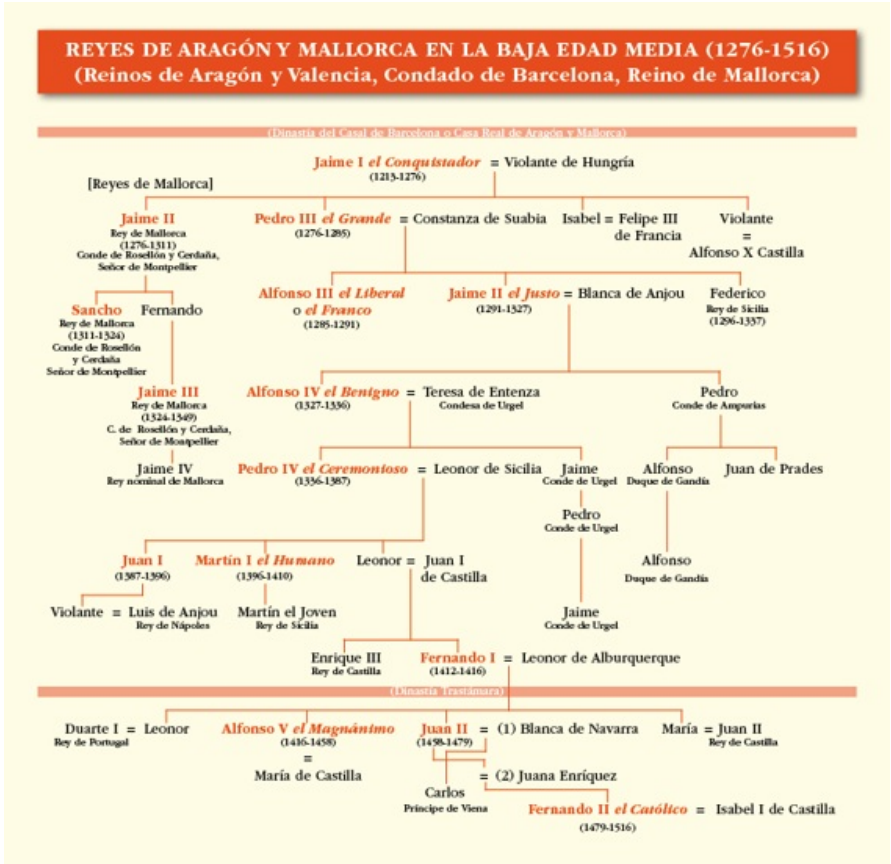 REYES DE ARAGÓN Y MALLORCA EN LA BAJA EDAD MEDIA (1276-1516)
(Reinos de Aragón y Valencia, Condado de Barcelona, Reino de Mallorca)
(Dinastía del Casal de Barcelona o Casa Real de Aragón y Mallorca)
Jaime I el Conquistador = Violante de Hungría
(1213-1276)
[Reyes de Mallorca]
Jaime II
Rey de Mallorca
(1276-1311)
Conde de Rosellón y Cerdaña,
Señor de Montpellier
Pedro III el Grande = Constanza de Suabia
(1276-1285)
Isabel = Felipe III
de Francia
Violante
=
Alfonso X Castilla
Sancho
Rey de Mallorca
(1311-1324)
Conde de Rosellón
y Cerdaña
Señor de Montpellier
Fernando
Alfonso III el Liberal
o el Franco
(1285-1291)
Jaime II el Justo = Blanca de Anjou
(1291-1327)
Federico
Rey de Sicilia
(1296-1337)
Jaime III
Rey de Mallorca
(1324-1349)
C. de Rosellón y Cerdaña,
Señor de Montpellier
Alfonso IV el Benigno = Teresa de Entenza
(1327-1336)
Condesa de Urgel
Pedro
Conde de Ampurias
Jaime IV
Rey nominal de Mallorca
Pedro IV el Ceremonioso = Leonor de Sicilia
(1336-1387)
Jaime
Conde de Urgel
Alfonso
Duque de Gandía
Juan de Prades
Pedro
Conde de Urgel
Juan I
(1387-1396)
Martín I el Humano
(1396-1410)
Leonor = Juan I
de Castilla
Alfonso
Duque de Gandía
Violante = Luis de Anjou
Rey de Nápoles
Martín el Joven
Rey de Sicilia
Jaime
Conde de Urgel
Enrique III
Rey de Castilla
Fernando I = Leonor de Alburquerque
(1412-1416)
(Dinastía Trastámara)
Duarte I = Leonor
Rey de Portugal
Alfonso V el Magnánimo
(1416-1458)
=
María de Castilla
Juan II = (1) Blanca de Navarra
(1458-1479)
María = Juan II
Rey de Castilla
= (2) Juana Enríquez
Carlos
Príncipe de Viena
Fernando II el Católico = Isabel I de Castilla
(1479-1516)